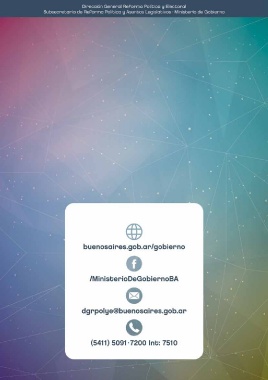 Dirección General Reforma Política y Electoral
Subsecretaría de Reforma Política y Asuntos Legislativos · Ministerio de Gobierno
buenosaires.gob.ar/gobierno
/MinisterioDeGobiernoBA
dgrpolye@buenosaires.gob.ar
(5411) 5091-7200 Int: 7510